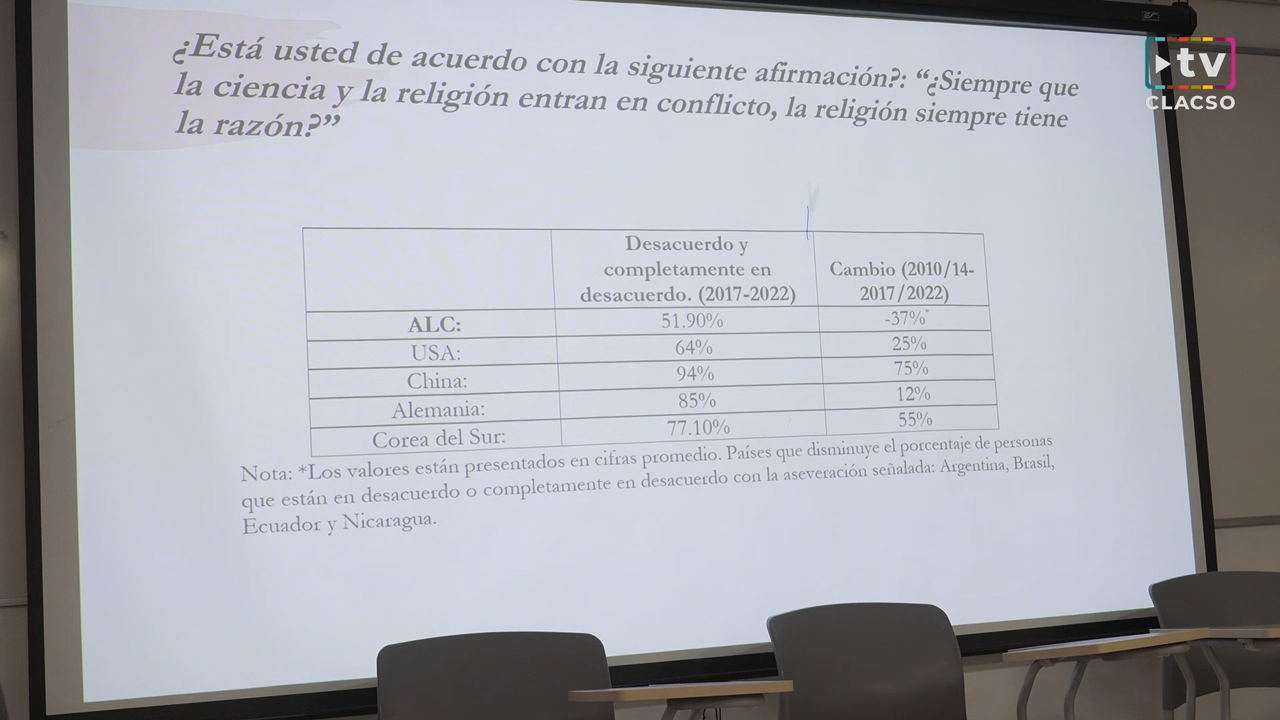 ¿Está usted de acuerdo con la siguiente afirmación?: “¿Siempre que
la ciencia y la religión entran en conflicto, la religión siempre tiene
la razón?”
tv
CLACSO
Desacuerdo y
completamente en
desacuerdo. (2017-2022)
Cambio (2010/14-
2017/2022)
ALC: 51.90% -37%*
USA: 64% 25%
China: 94% 75%
Alemania: 85% 12%
Corea del Sur: 77.10% 55%
Nota: *Los valores están presentados en cifras promedio. Países que disminuye el porcentaje de personas
que están en desacuerdo o completamente en desacuerdo con la aseveración señalada: Argentina, Brasil,
Ecuador y Nicaragua.